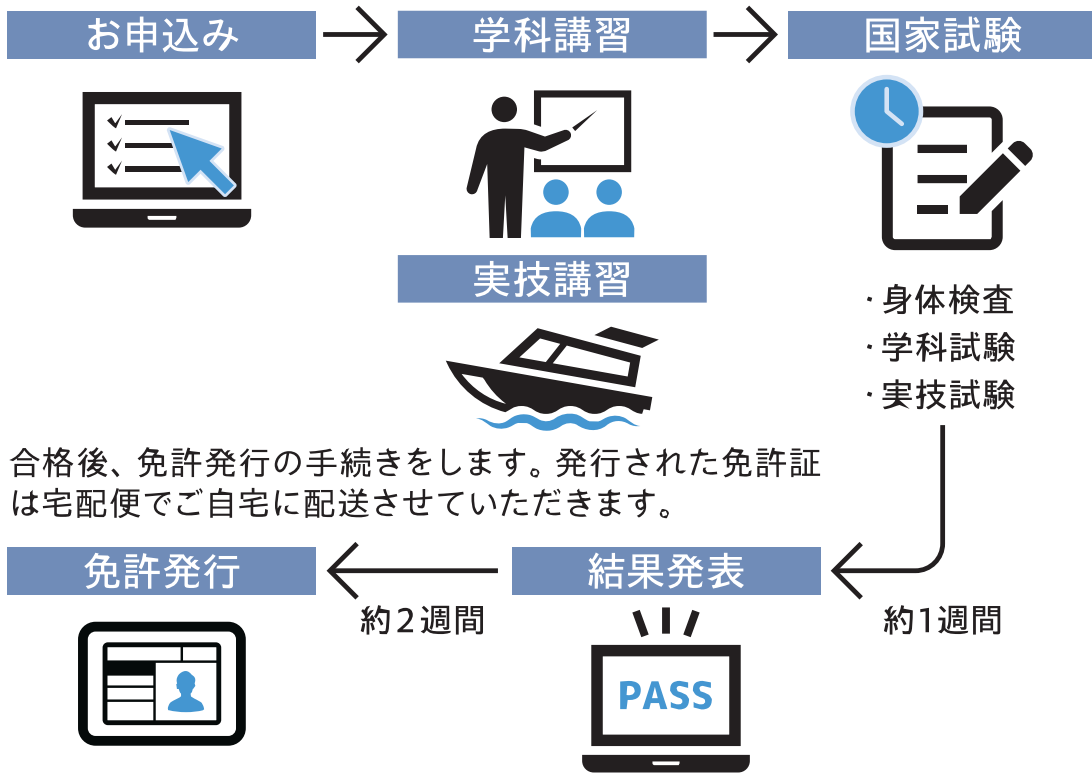 お申込み
学科講習
国家試験
実技講習
・身体検査
・学科試験
・実技試験
合格後、免許発行の手続きをします。発行された免許証
は宅配便でご自宅に配送させていただきます。
免許発行
結果発表
約2週間
約1週間
PASS